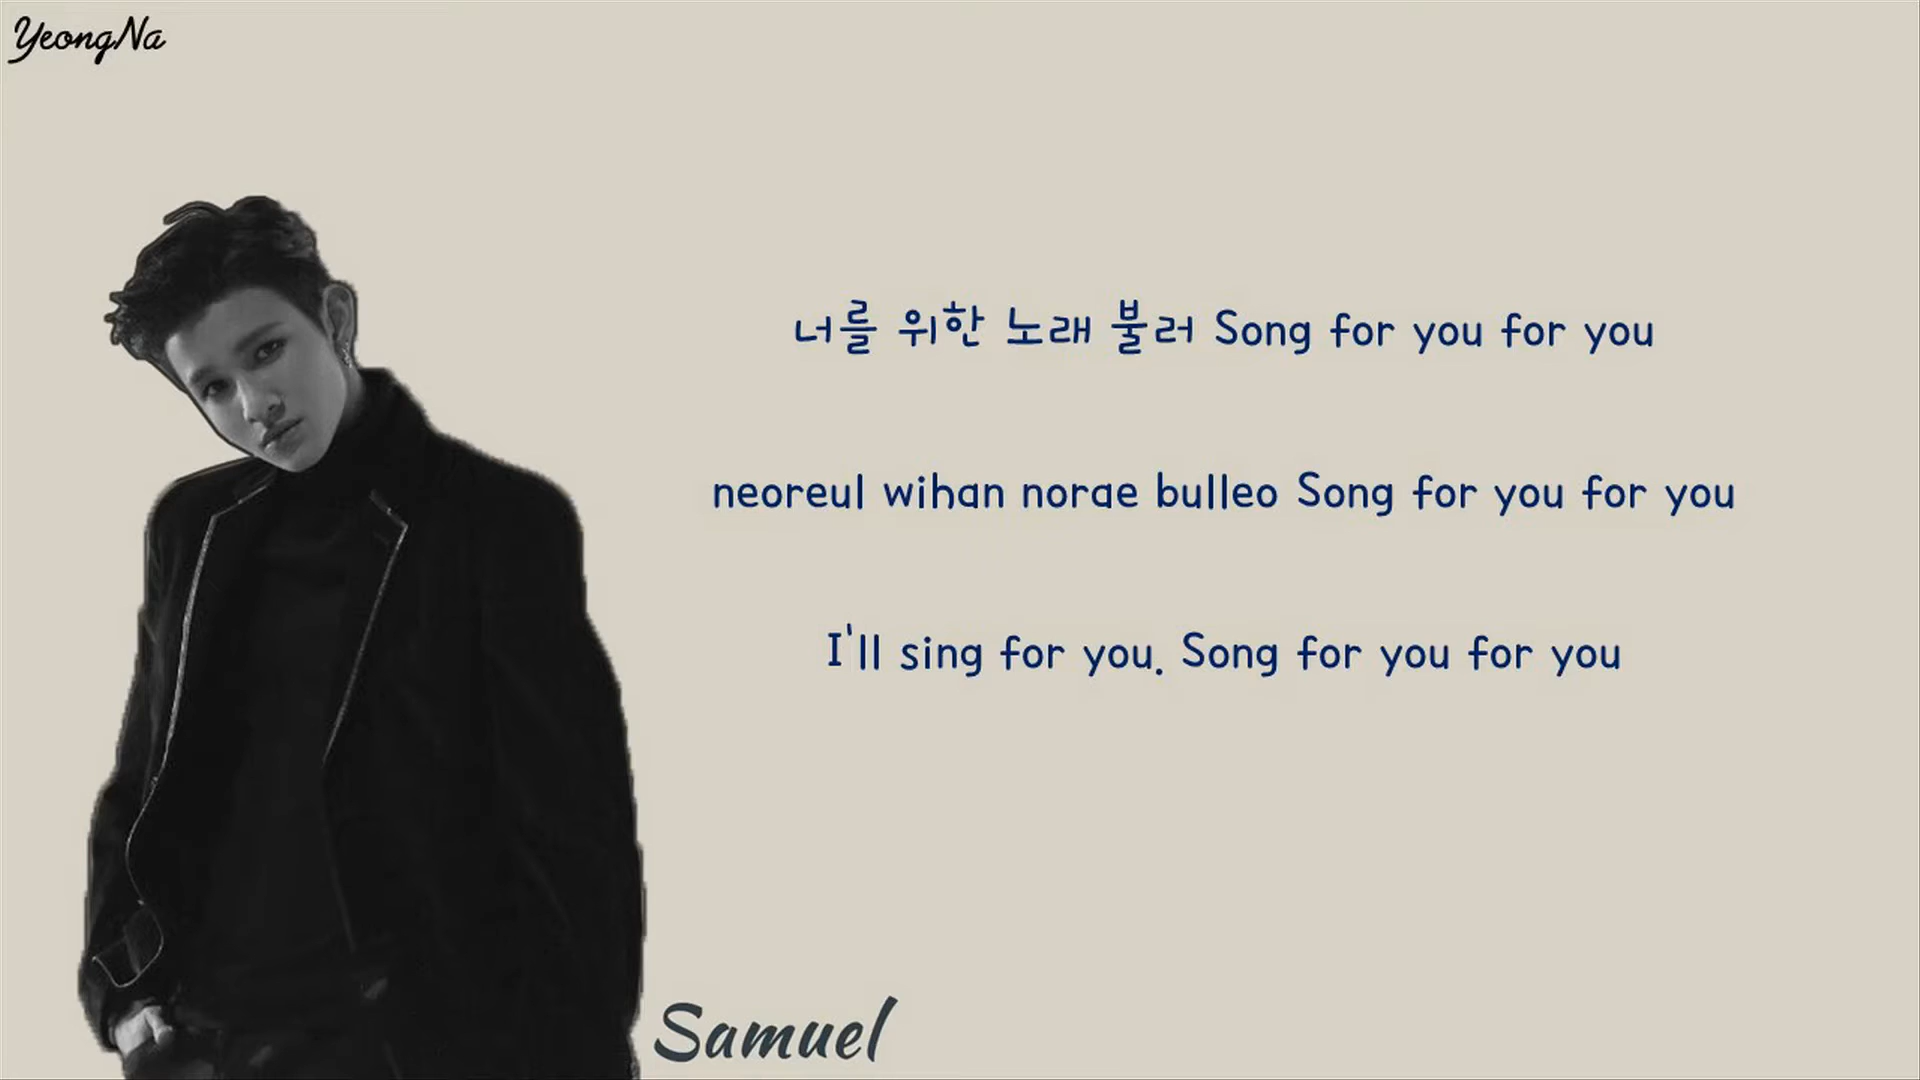 YeongNa
너를 위한 노래 불러 Song for you for you
neoreul wihan norae bulleo Song for you for you
I'll sing for you. Song for you for you
Samuel